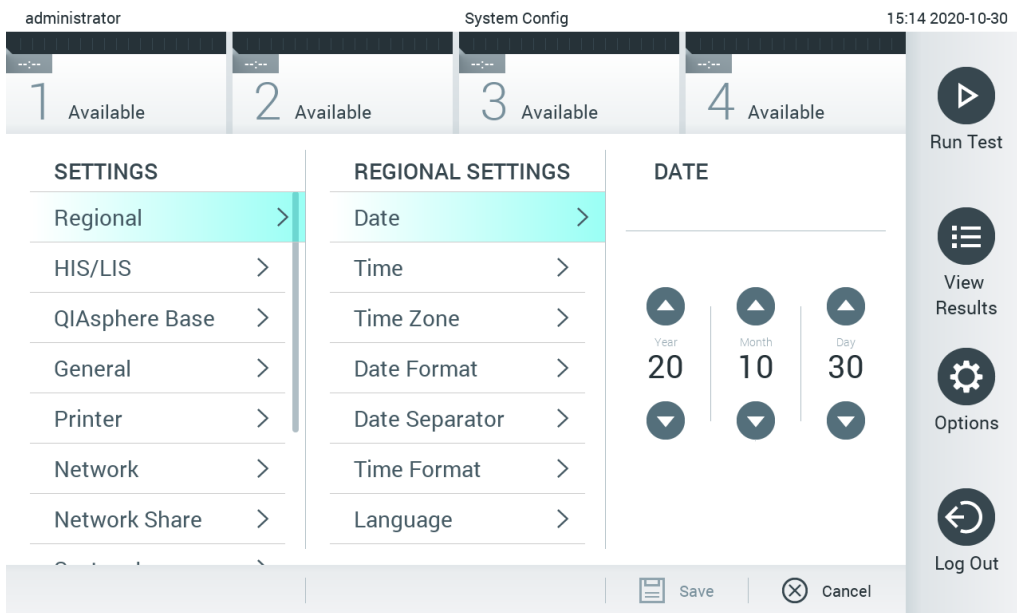 administrator System Config 15:14 2020-10-30
--:-- --:-- --:-- --:--
1 Available 2 Available 3 Available 4 Available
Run Test
SETTINGS REGIONAL SETTINGS DATE
Regional Date
HIS/LIS Time
View
Results
QIAsphere Base Time Zone
Year Month Day
20 10 30
General Date Format
Printer Date Separator
Options
Network Time Format
Network Share Language
Log Out
Save Cancel